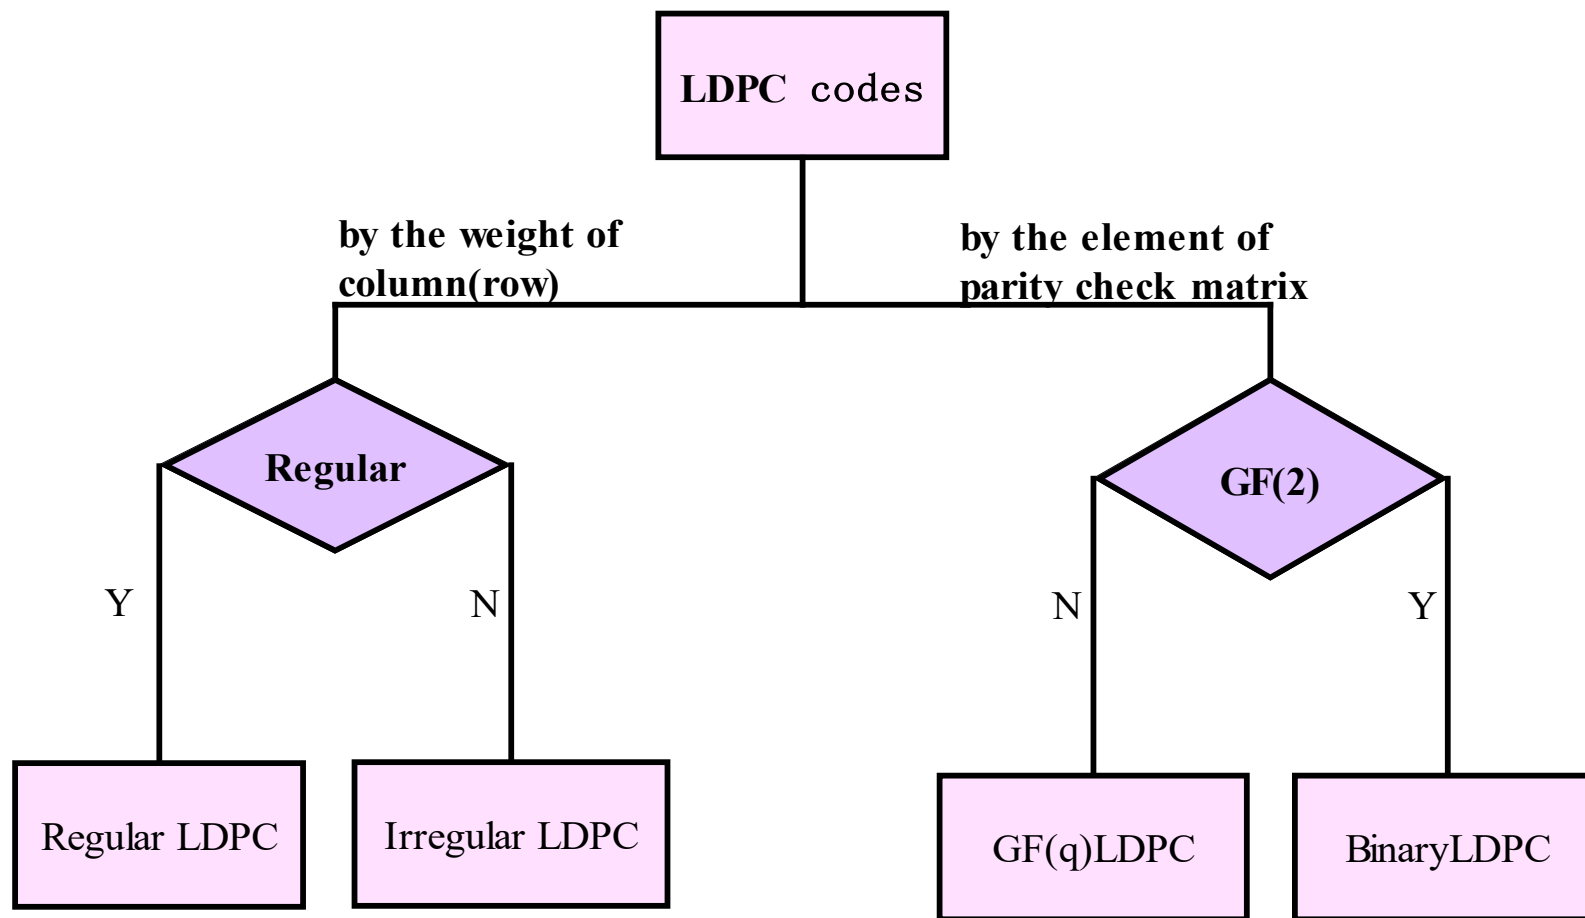 LDPC codes
by the weight of
column(row)
by the element of
parity check matrix
Regular
GF(2)
Y
N
N
Y
Regular LDPC
Irregular LDPC
GF(q)LDPC
BinaryLDPC